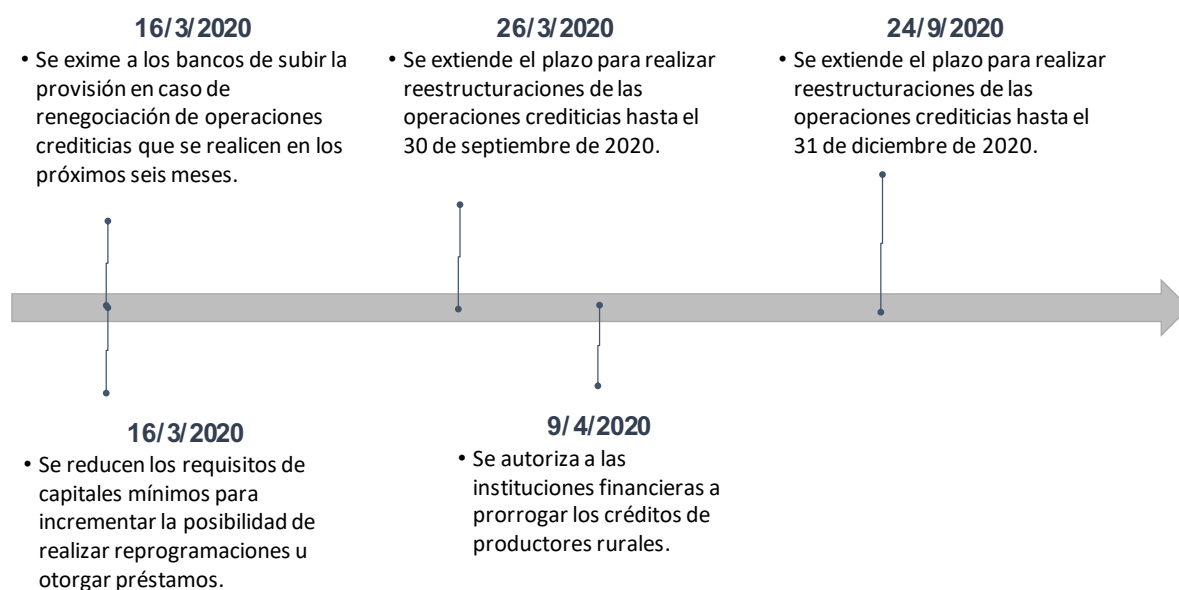 16/3/2020
• Se exime a los bancos de subir la
provisión en caso de
renegociación de operaciones
crediticias que se realicen en los
próximos seis meses.
26/3/2020
• Se extiende el plazo para realizar
reestructuraciones de las
operaciones crediticias hasta el
30 de septiembre de 2020.
24/9/2020
• Se extiende el plazo para realizar
reestructuraciones de las
operaciones crediticias hasta el
31 de diciembre de 2020.
16/3/2020
• Se reducen los requisitos de
capitales mínimos para
incrementar la posibilidad de
realizar reprogramaciones u
otorgar préstamos.
9/4/2020
• Se autoriza a las
instituciones financieras a
prorrogar los créditos de
productores rurales.